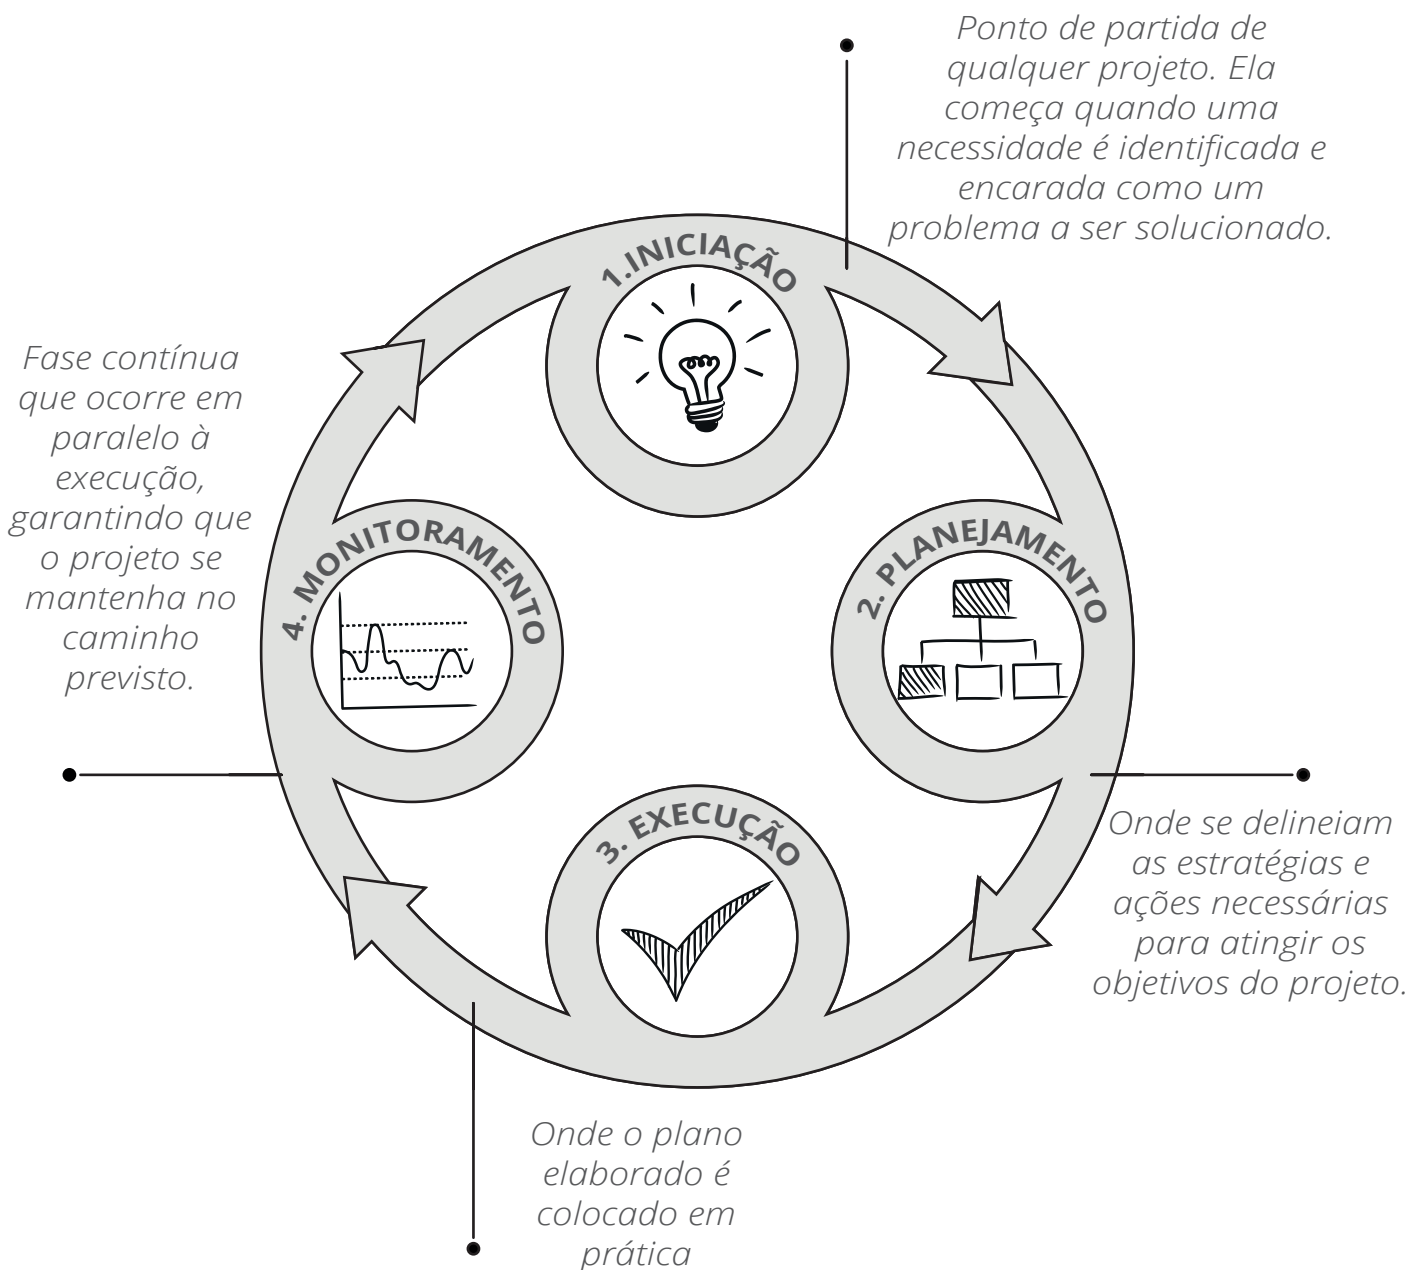 Ponto de partida de
qualquer projeto. Ela
começa quando uma
necessidade é identificada e
encarada como um
problema a ser solucionado.
1.INICIAÇÃO
Fase contínua
que ocorre em
paralelo à
execução,
garantindo que
o projeto se
mantenha no
caminho
previsto.
4. MONITORAMENTO
2. PLANEJAMENTO
3. EXECUÇÃO
Onde se delineiam
as estratégias e
ações necessárias
para atingir os
objetivos do projeto.
Onde o plano
elaborado é
colocado em
prática